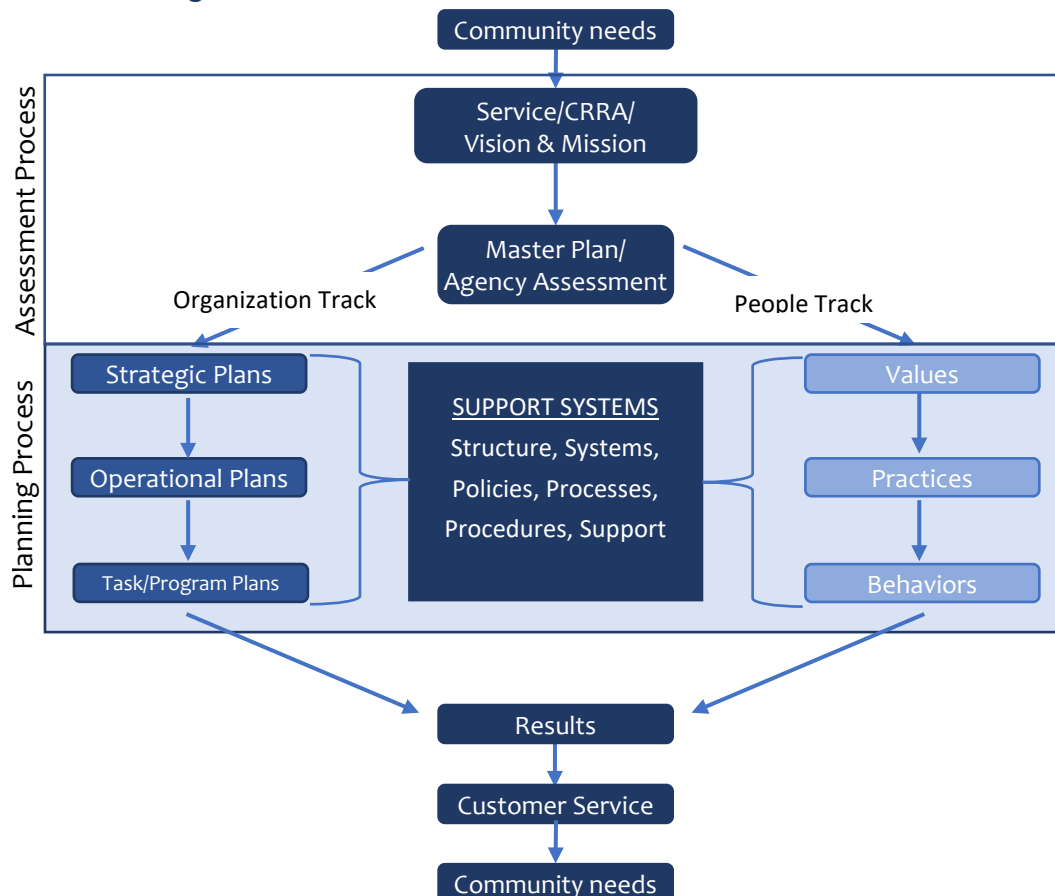 Community needs
Assessment Process
Service/CRRA/
Vision & Mission
Master Plan/
Agency Assessment
Organization Track
People Track
Planning Process
Strategic Plans
Operational Plans
Task/Program Plans
SUPPORT SYSTEMS
Structure, Systems,
Policies, Processes,
Procedures, Support
Values
Practices
Behaviors
Results
Customer Service
Community needs